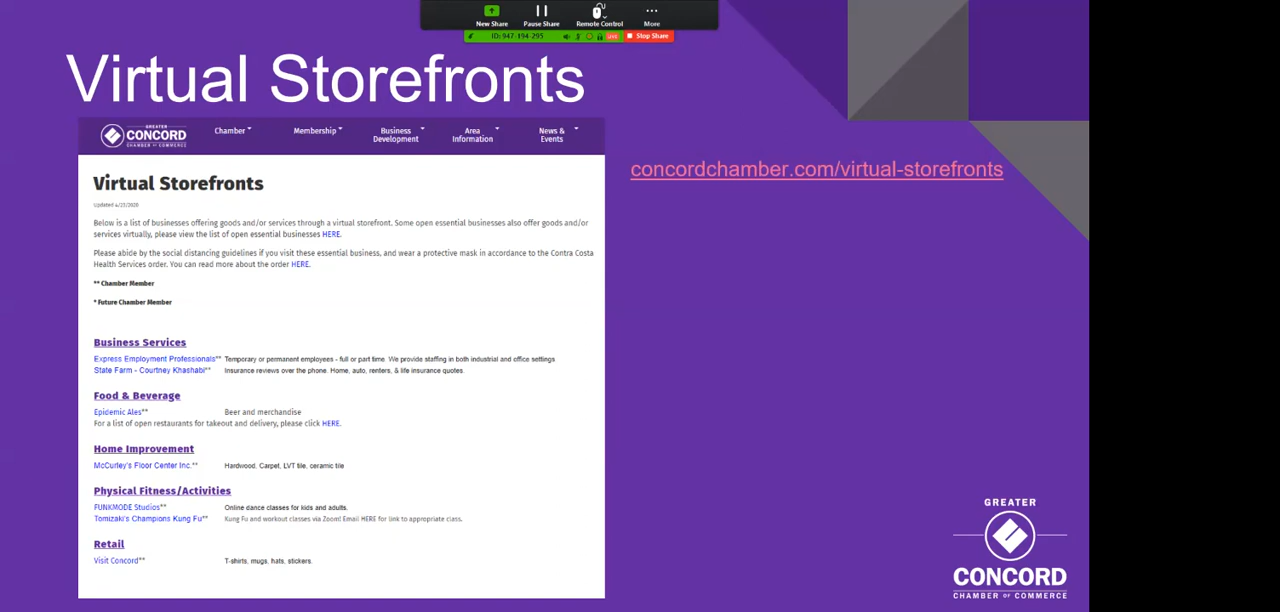 New Share
Pause Share
Remote Control
More
ID: 947-194-295
LIVE
Stop Share
Virtual Storefronts
concordchamber.com/virtual-storefronts
GREATER
CONCORD
CHAMBER OF COMMERCE
Chamber
Membership
Business
Development
Area
Information
News &
Events
Virtual Storefronts
Updated 4/27/2020
Below is a list of businesses offering goods and/or services through a virtual storefront. Some open essential businesses also offer goods and/or
services virtually, please view the list of open essential businesses HERE.
Please abide by the social distancing guidelines if you visit these essential business, and wear a protective mask in accordance to the Contra Costa
Health Services order. You can read more about the order HERE.
** Chamber Member
* Future Chamber Member
Business Services
Express Employment Professionals** Temporary or permanent employees - full or part time. We provide staffing in both industrial and office settings
State Farm - Courtney Khashabi** Insurance reviews over the phone. Home, auto, renters, & life insurance quotes.
Food & Beverage
Epidemic Ales** Beer and merchandise
For a list of open restaurants for takeout and delivery, please click HERE.
Home Improvement
McCurley's Floor Center Inc.** Hardwood, Carpet, LVT tile, ceramic tile
Physical Fitness/Activities
FUNKMODE Studios** Online dance classes for kids and adults.
Tomizaki's Champions Kung Fu** Kung Fu and workout classes via Zoom! Email HERE for link to appropriate class.
Retail
Visit Concord** T-shirts, mugs, hats, stickers.
GREATER
CONCORD
CHAMBER OF COMMERCE